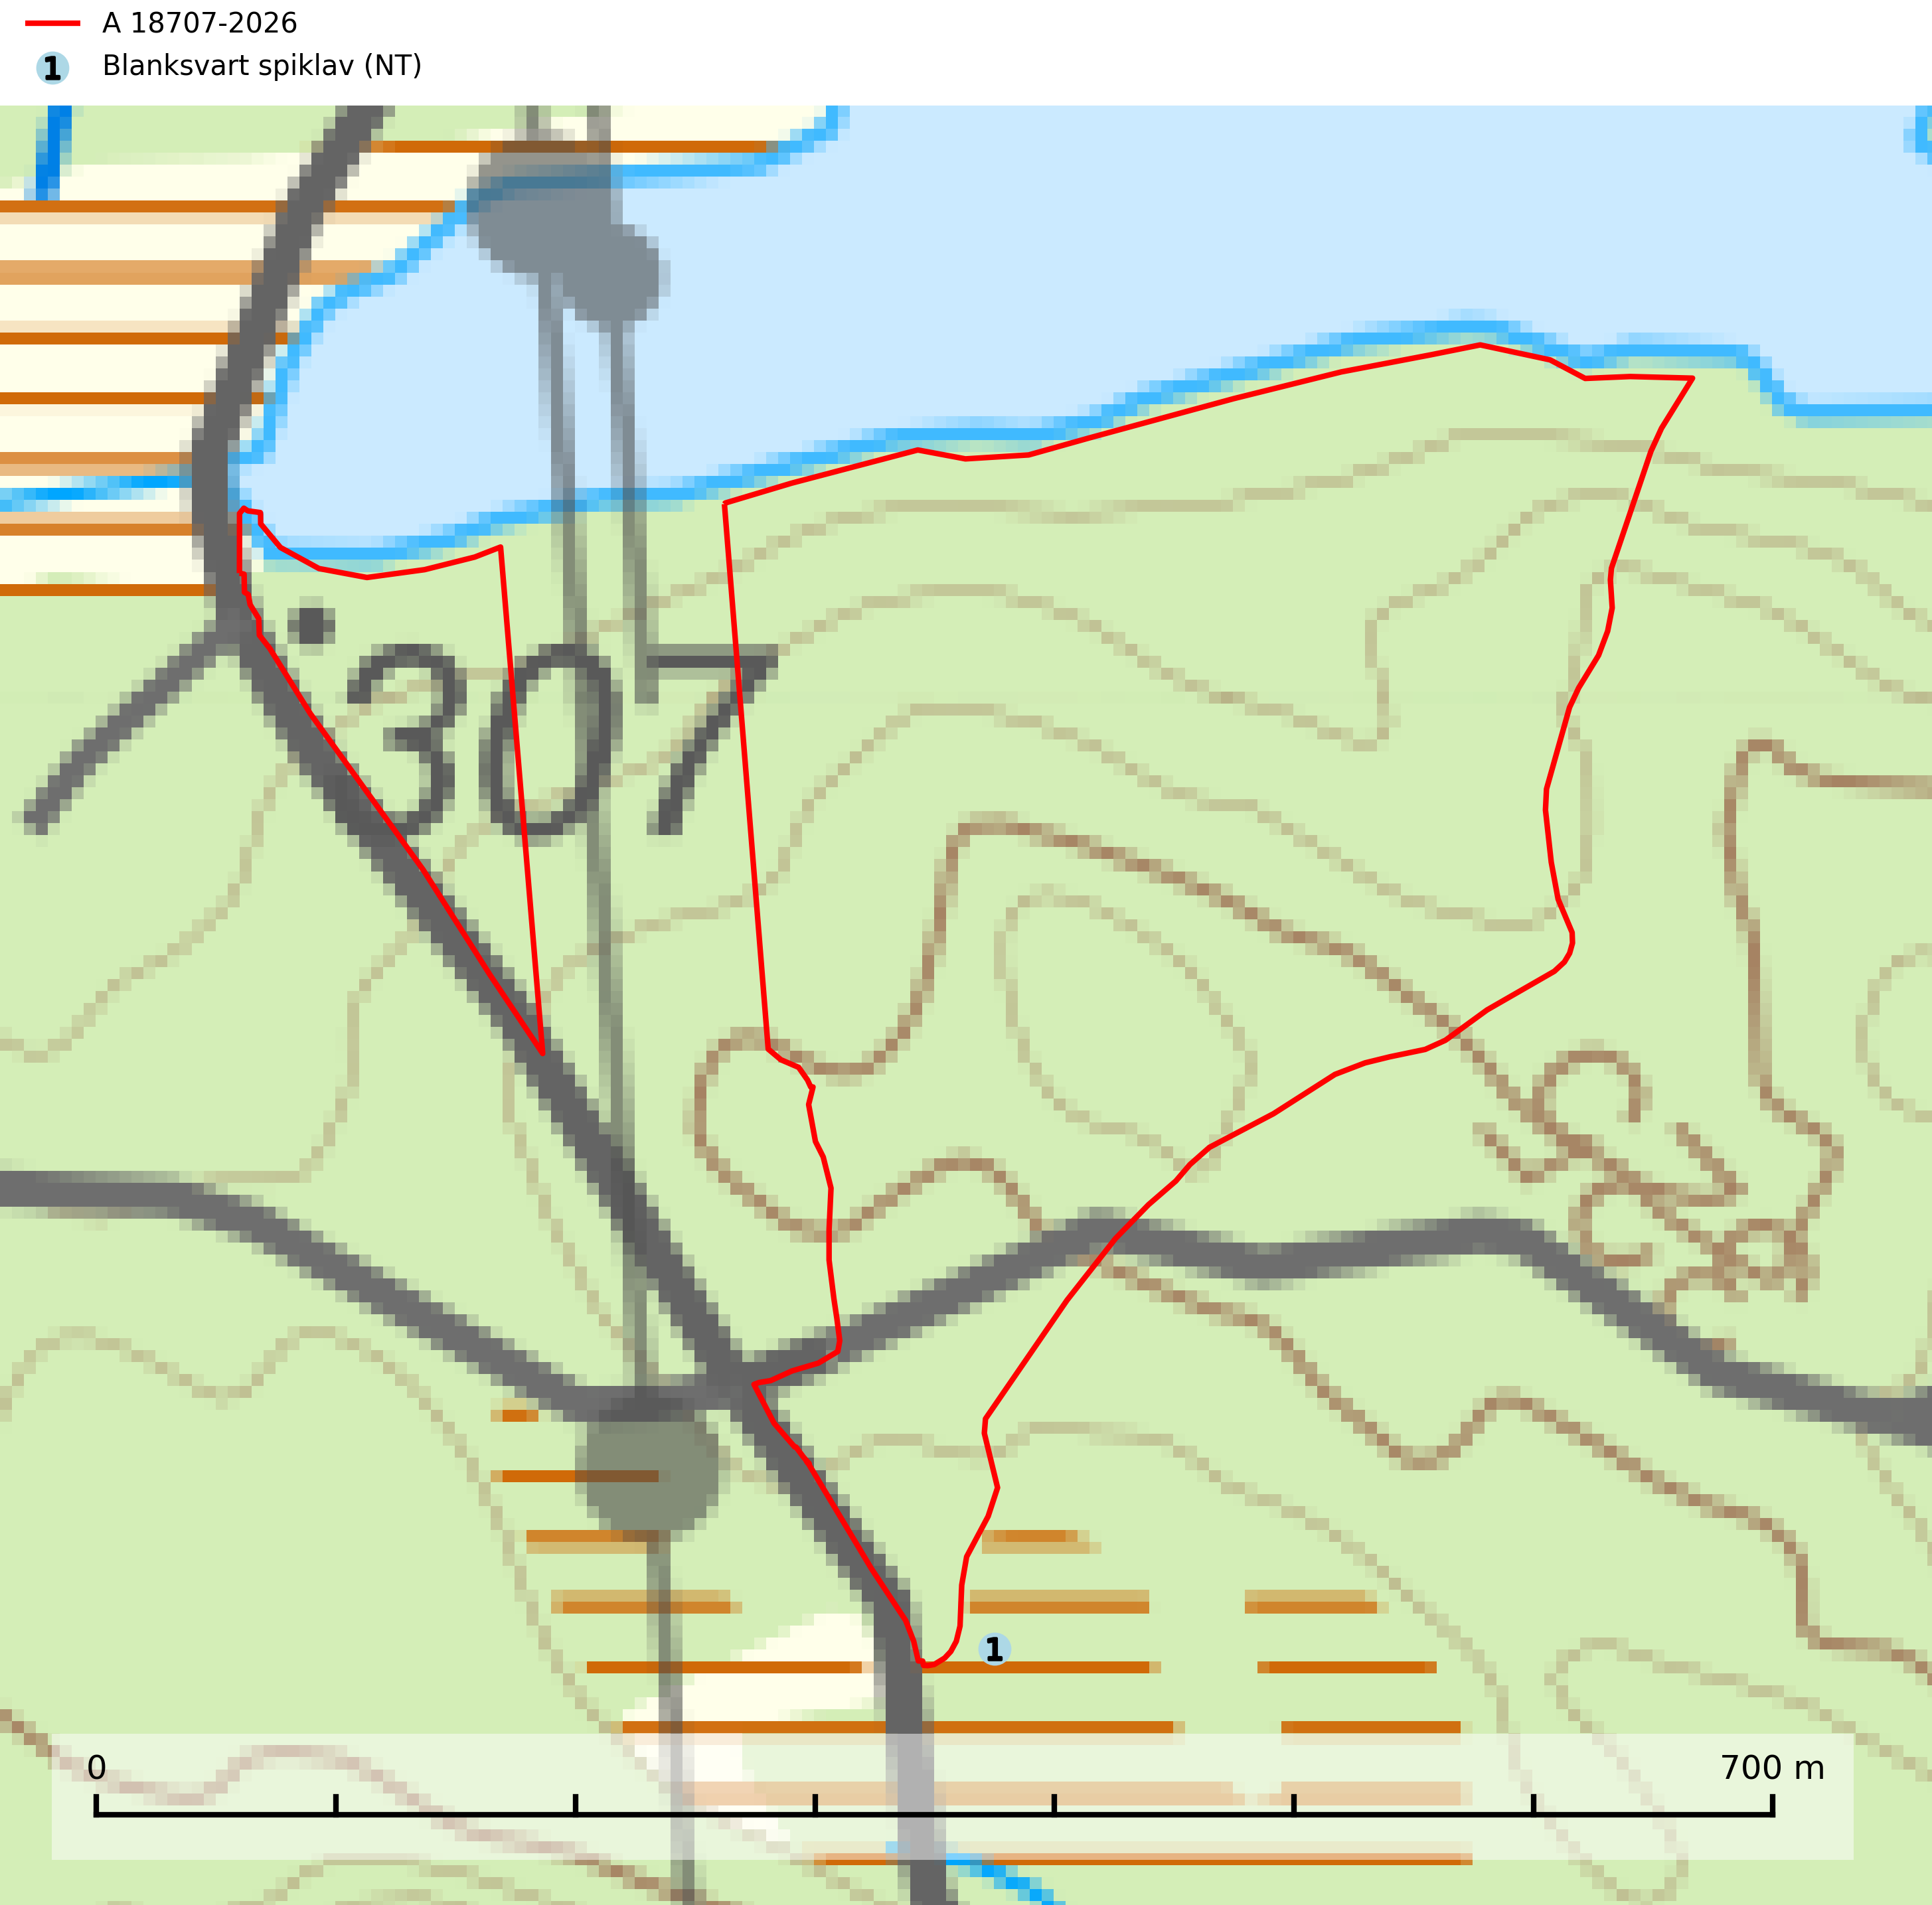 A 18707-2026
1 Blanksvart spiklav (NT)
.307
1
0 700 m